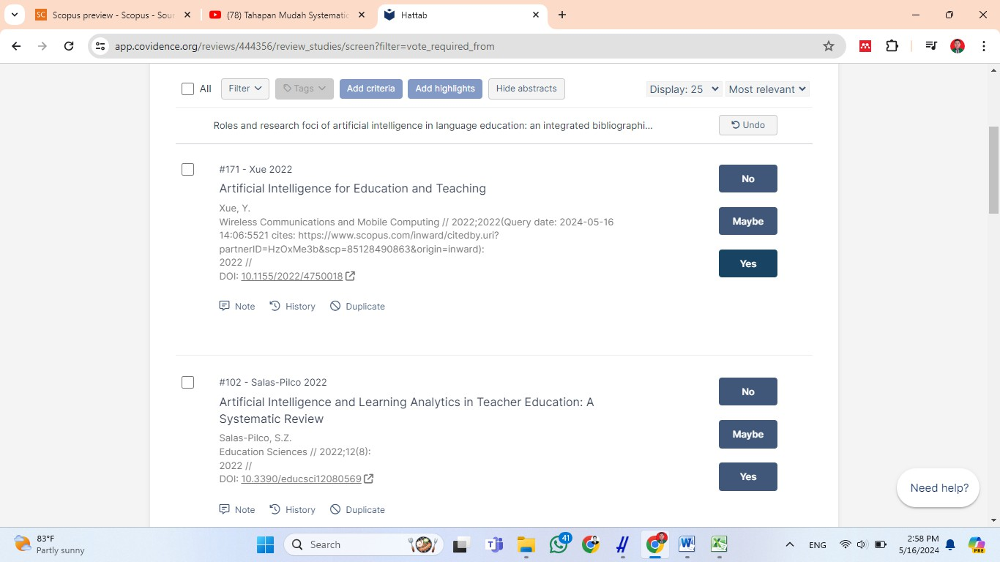 Scopus preview - Scopus - Sour
(78) Tahapan Mudah Systematic
Hattab
app.covidence.org/reviews/444356/review_studies/screen?filter=vote_required_from
All
Filter
Tags
Add criteria
Add highlights
Hide abstracts
Display: 25
Most relevant
Roles and research foci of artificial intelligence in language education: an integrated bibliographi...
Undo
#171 - Xue 2022
No
Artificial Intelligence for Education and Teaching
Xue, Y.
Wireless Communications and Mobile Computing // 2022;2022(Query date: 2024-05-16
Maybe
14:06:5521 cites: https://www.scopus.com/inward/citedby.uri?
partnerID=HzOxMe3b&scp=85128490863&origin=inward):
2022 //
Yes
DOI: 10.1155/2022/4750018
Note
History
Duplicate
#102 - Salas-Pilco 2022
No
Artificial Intelligence and Learning Analytics in Teacher Education: A
Systematic Review
Salas-Pilco, S.Z.
Maybe
Education Sciences // 2022;12(8):
2022 //
DOI: 10.3390/educsci12080569
Yes
Note
History
Duplicate
Need help?
83°F
Partly sunny
Search
41
ENG
2:58 PM
5/16/2024
PRE